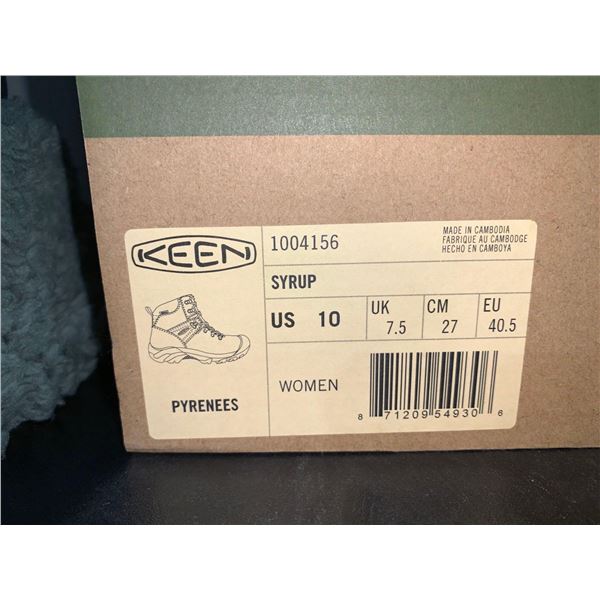 KEEN
1004156
MADE IN CAMBODIA
FABRIQUE AU CAMBODGE
HECHO EN CAMBOYA
SYRUP
US 10
UK 7.5
CM 27
EU 40.5
WOMEN
PYRENEES
8 71209 54930 6